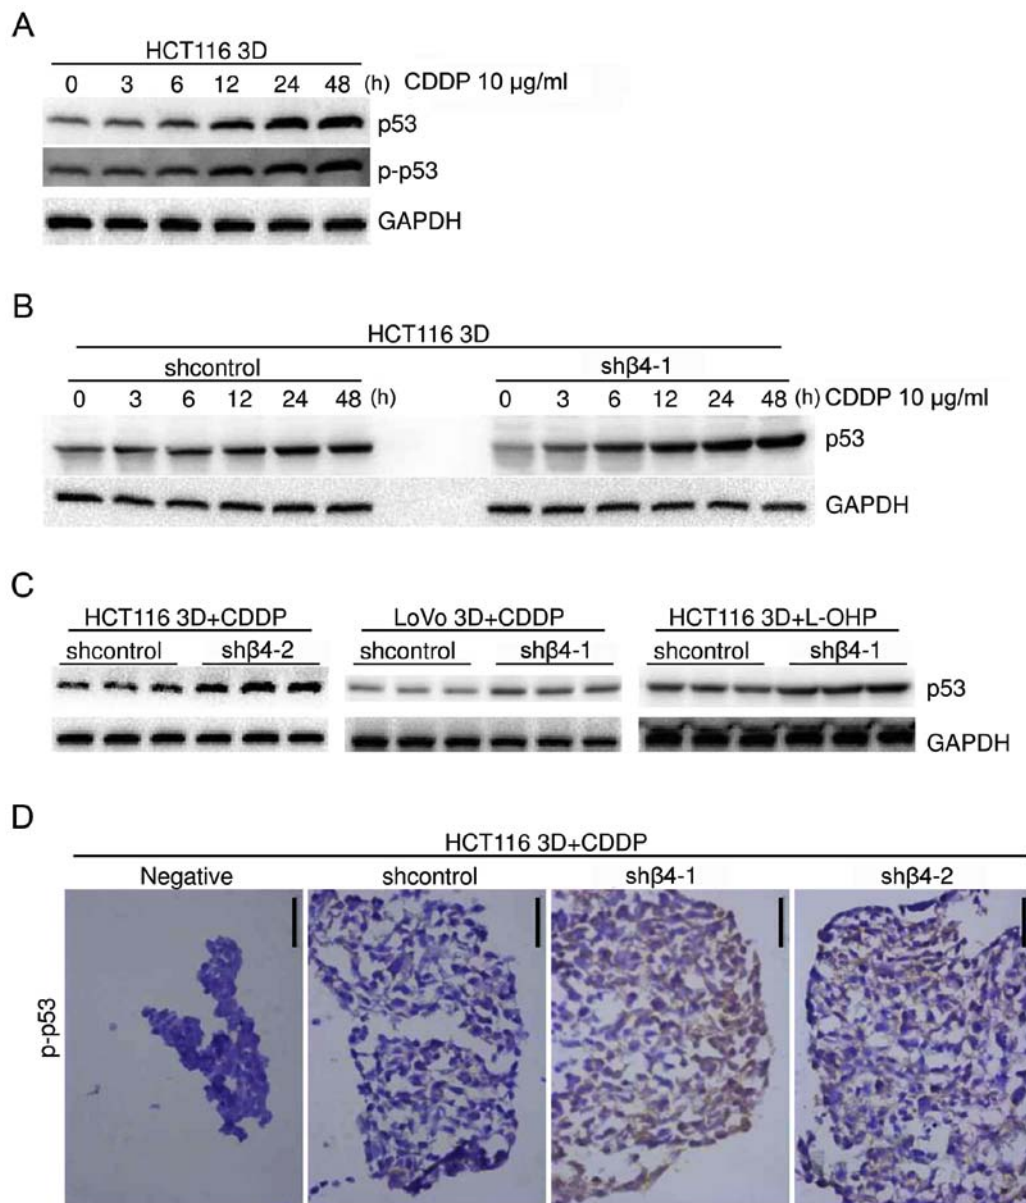 A
HCT116 3D
0 3 6 12 24 48 (h) CDDP 10 µg/ml
p53
p-p53
GAPDH
B
HCT116 3D
shcontrol shβ4-1
0 3 6 12 24 48 (h) 0 3 6 12 24 48 (h) CDDP 10 µg/ml
p53
GAPDH
C
HCT116 3D+CDDP LoVo 3D+CDDP HCT116 3D+L-OHP
shcontrol shβ4-2 shcontrol shβ4-1 shcontrol shβ4-1
p53
GAPDH
D
HCT116 3D+CDDP
Negative shcontrol shβ4-1 shβ4-2
p-p53